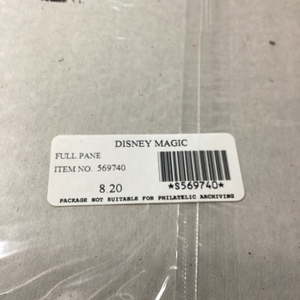 DISNEY MAGIC
FULL PANE
ITEM NO. 569740
8.20
*S569740*
PACKAGE NOT SUITABLE FOR PHILATELIC ARCHIVING